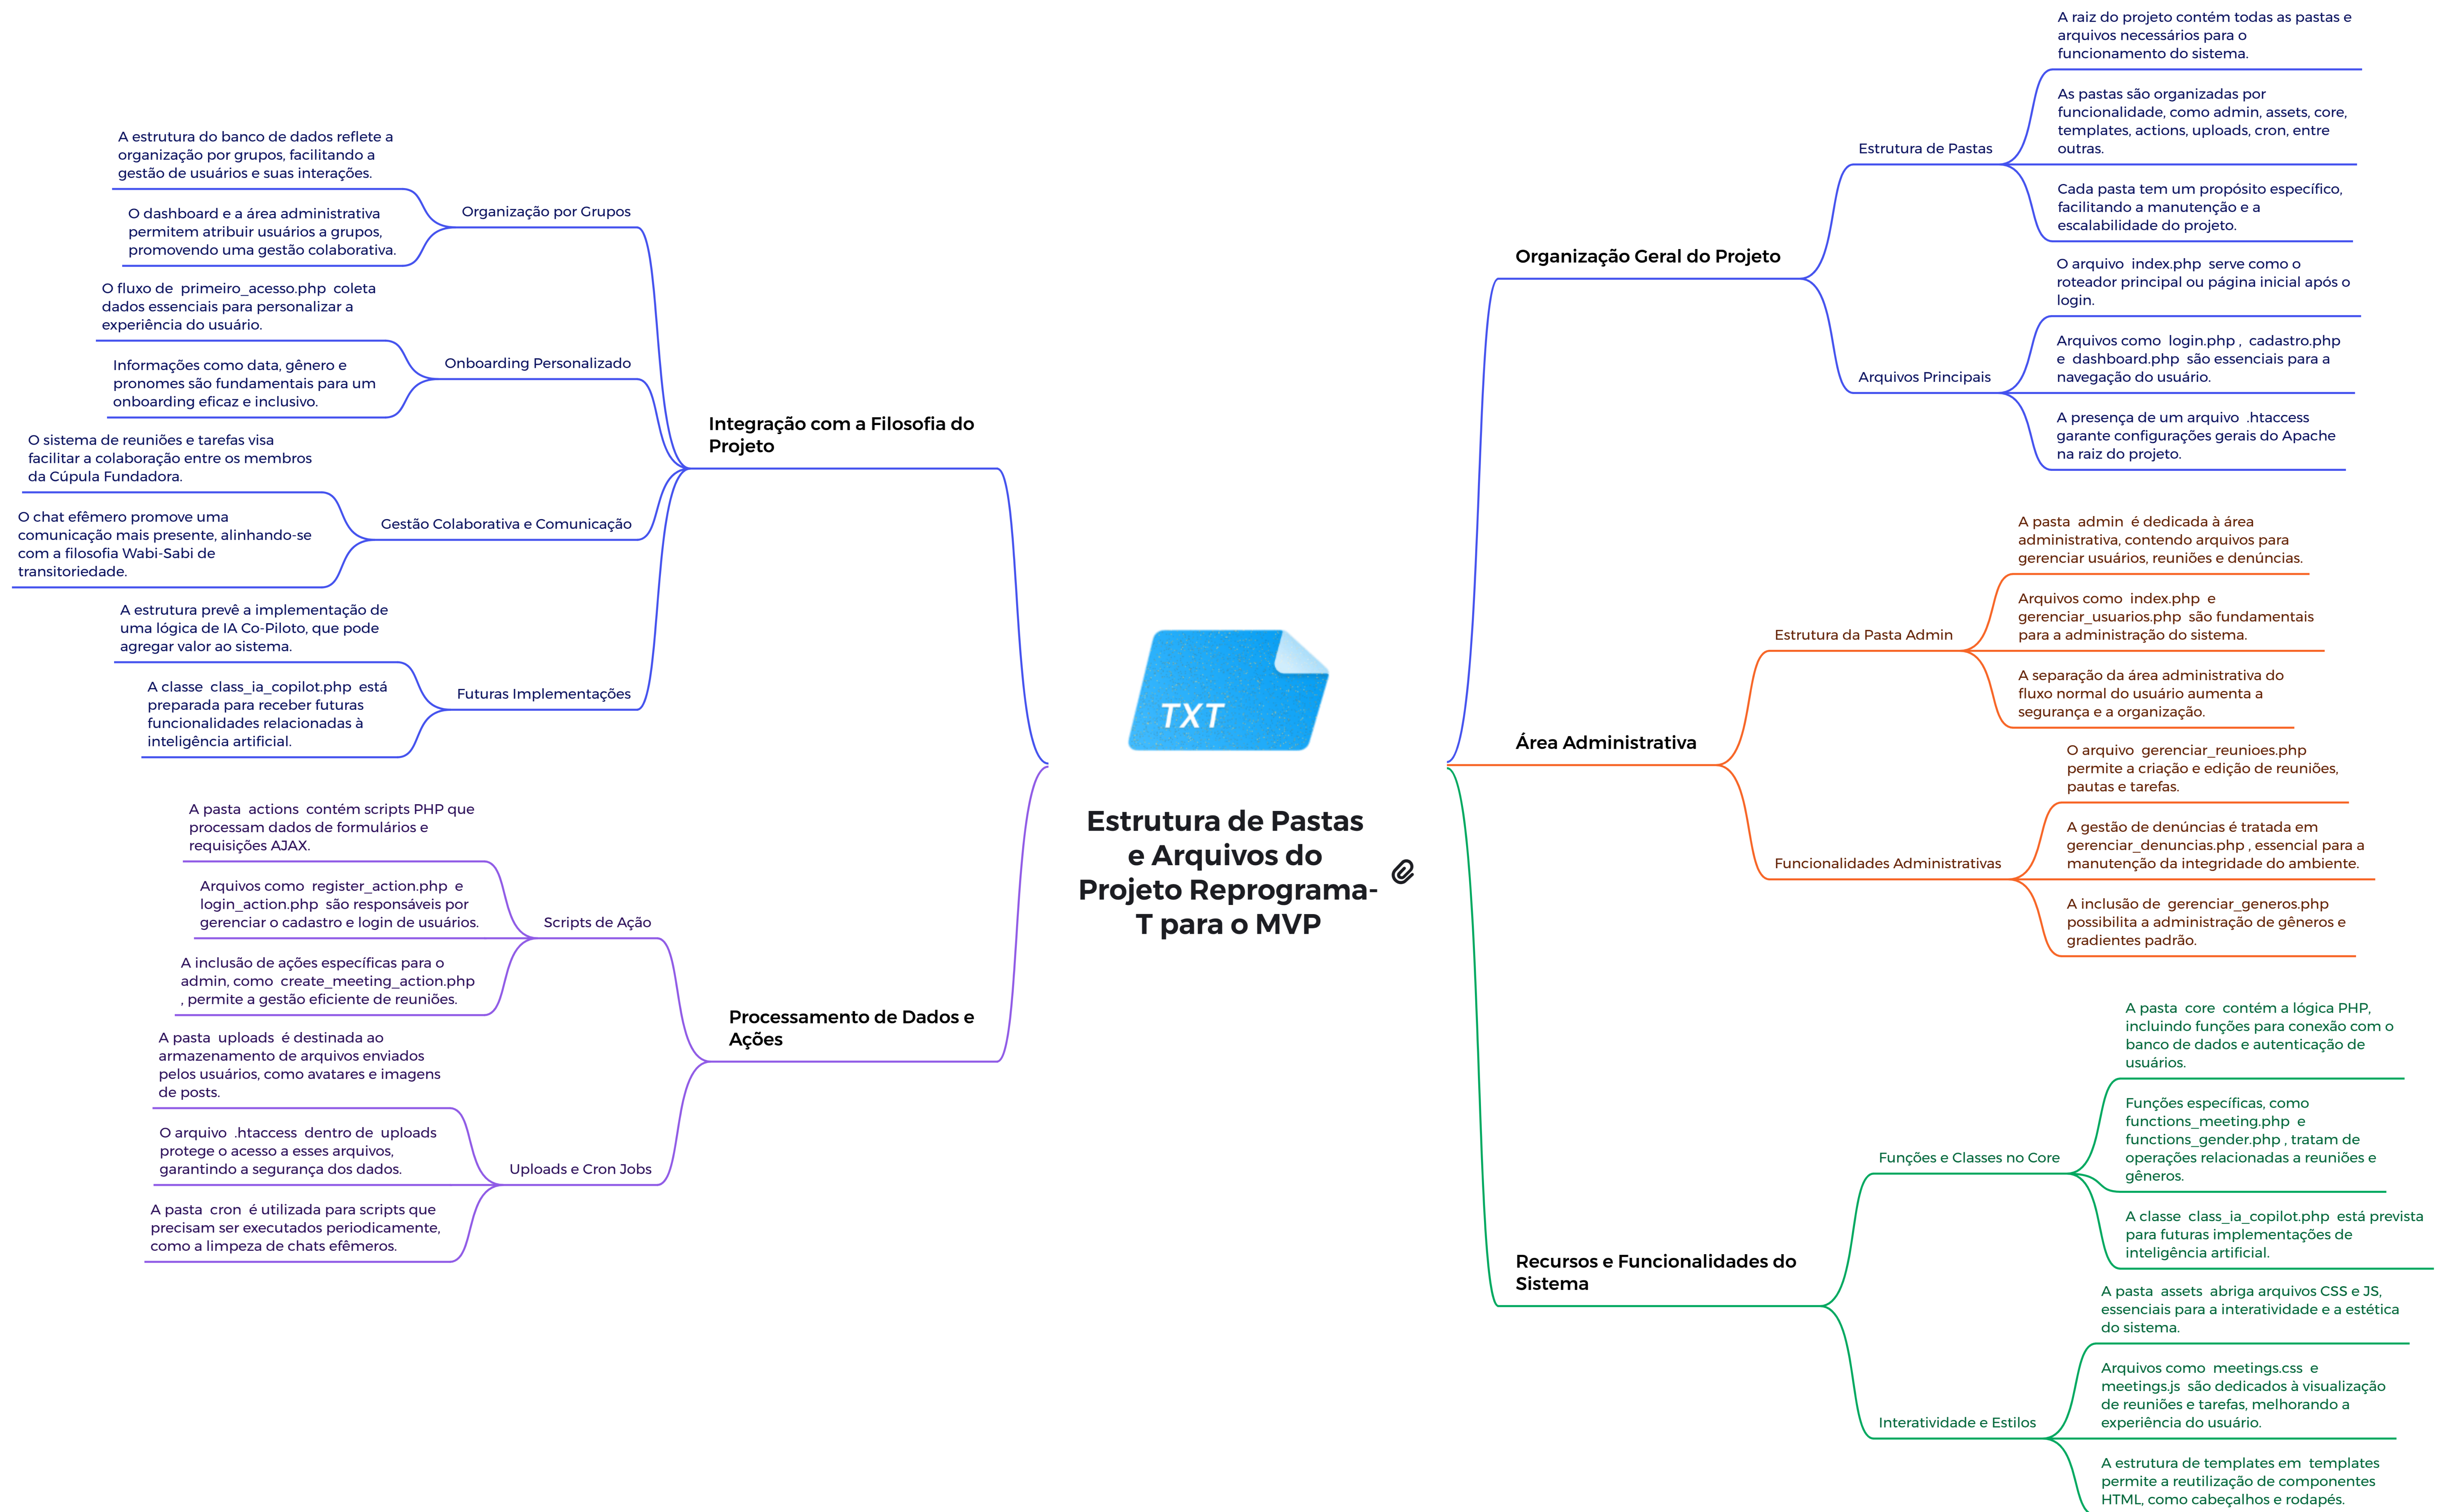 TXT
Estrutura de Pastas
e Arquivos do
Projeto Reprograma-
T para o MVP
Organização Geral do Projeto
Estrutura de Pastas
A raiz do projeto contém todas as pastas e
arquivos necessários para o
funcionamento do sistema.
As pastas são organizadas por
funcionalidade, como admin, assets, core,
templates, actions, uploads, cron, entre
outras.
Cada pasta tem um propósito específico,
facilitando a manutenção e a
escalabilidade do projeto.
Arquivos Principais
O arquivo index.php serve como o
roteador principal ou página inicial após o
login.
Arquivos como login.php , cadastro.php
e dashboard.php são essenciais para a
navegação do usuário.
A presença de um arquivo .htaccess
garante configurações gerais do Apache
na raiz do projeto.
Área Administrativa
Estrutura da Pasta Admin
A pasta admin é dedicada à área
administrativa, contendo arquivos para
gerenciar usuários, reuniões e denúncias.
Arquivos como index.php e
gerenciar_usuarios.php são fundamentais
para a administração do sistema.
A separação da área administrativa do
fluxo normal do usuário aumenta a
segurança e a organização.
Funcionalidades Administrativas
O arquivo gerenciar_reunioes.php
permite a criação e edição de reuniões,
pautas e tarefas.
A gestão de denúncias é tratada em
gerenciar_denuncias.php , essencial para a
manutenção da integridade do ambiente.
A inclusão de gerenciar_generos.php
possibilita a administração de gêneros e
gradientes padrão.
Recursos e Funcionalidades do
Sistema
Funções e Classes no Core
A pasta core contém a lógica PHP,
incluindo funções para conexão com o
banco de dados e autenticação de
usuários.
Funções específicas, como
functions_meeting.php e
functions_gender.php , tratam de
operações relacionadas a reuniões e
gêneros.
A classe class_ia_copilot.php está prevista
para futuras implementações de
inteligência artificial.
Interatividade e Estilos
A pasta assets abriga arquivos CSS e JS,
essenciais para a interatividade e a estética
do sistema.
Arquivos como meetings.css e
meetings.js são dedicados à visualização
de reuniões e tarefas, melhorando a
experiência do usuário.
A estrutura de templates em templates
permite a reutilização de componentes
HTML, como cabeçalhos e rodapés.
Integração com a Filosofia do
Projeto
Organização por Grupos
A estrutura do banco de dados reflete a
organização por grupos, facilitando a
gestão de usuários e suas interações.
O dashboard e a área administrativa
permitem atribuir usuários a grupos,
promovendo uma gestão colaborativa.
Onboarding Personalizado
O fluxo de primeiro_acesso.php coleta
dados essenciais para personalizar a
experiência do usuário.
Informações como data, gênero e
pronomes são fundamentais para um
onboarding eficaz e inclusivo.
Gestão Colaborativa e Comunicação
O sistema de reuniões e tarefas visa
facilitar a colaboração entre os membros
da Cúpula Fundadora.
O chat efêmero promove uma
comunicação mais presente, alinhando-se
com a filosofia Wabi-Sabi de
transitoriedade.
Futuras Implementações
A estrutura prevê a implementação de
uma lógica de IA Co-Piloto, que pode
agregar valor ao sistema.
A classe class_ia_copilot.php está
preparada para receber futuras
funcionalidades relacionadas à
inteligência artificial.
Processamento de Dados e
Ações
Scripts de Ação
A pasta actions contém scripts PHP que
processam dados de formulários e
requisições AJAX.
Arquivos como register_action.php e
login_action.php são responsáveis por
gerenciar o cadastro e login de usuários.
A inclusão de ações específicas para o
admin, como create_meeting_action.php
, permite a gestão eficiente de reuniões.
Uploads e Cron Jobs
A pasta uploads é destinada ao
armazenamento de arquivos enviados
pelos usuários, como avatares e imagens
de posts.
O arquivo .htaccess dentro de uploads
protege o acesso a esses arquivos,
garantindo a segurança dos dados.
A pasta cron é utilizada para scripts que
precisam ser executados periodicamente,
como a limpeza de chats efêmeros.